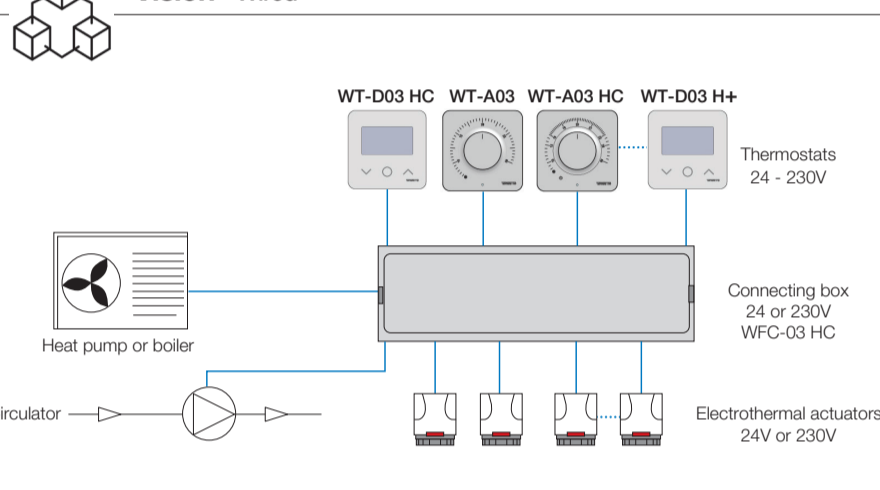 WT-D03 HC WT-A03 WT-A03 HC WT-D03 H+
Thermostats
24 - 230V
Connecting box
24 or 230V
WFC-03 HC
Heat pump or boiler
irculator
Electrothermal actuators
24V or 230V